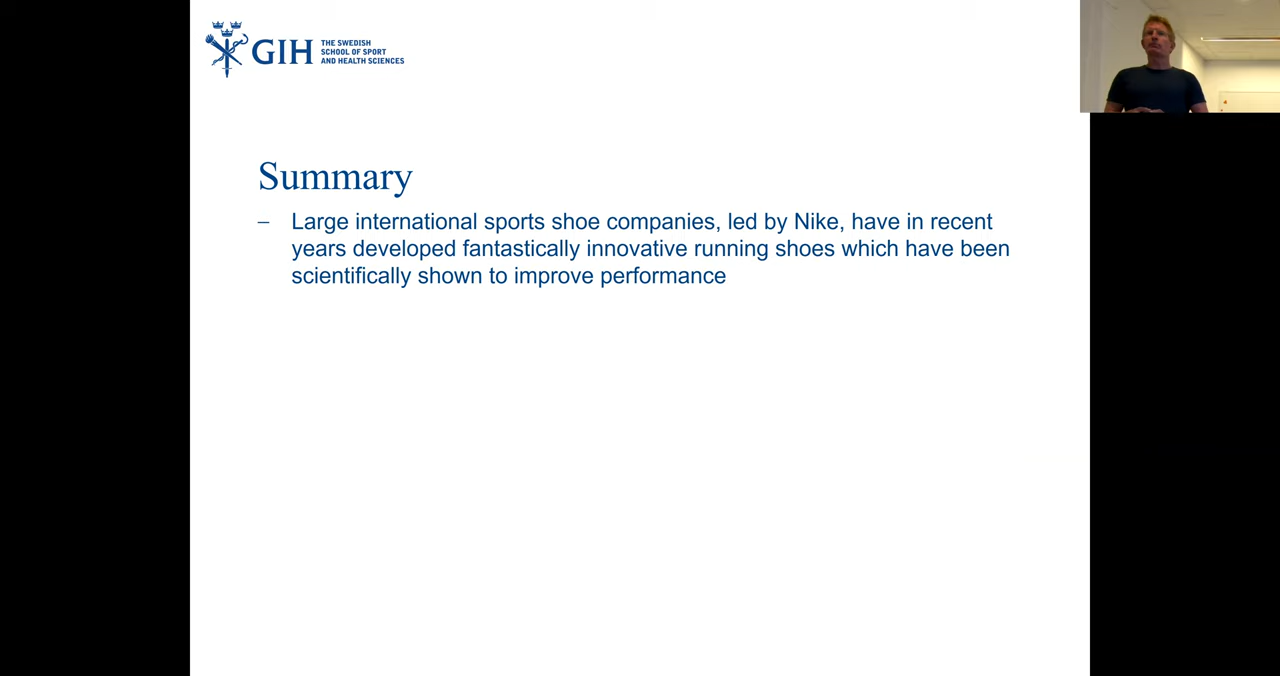 GIH
THE SWEDISH
SCHOOL OF SPORT
AND HEALTH SCIENCES
Summary
– Large international sports shoe companies, led by Nike, have in recent
years developed fantastically innovative running shoes which have been
scientifically shown to improve performance